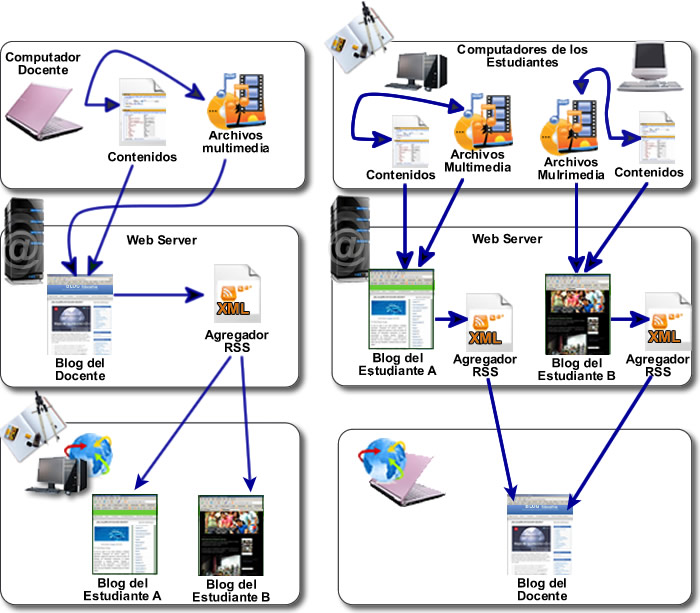 Computador
Docente
Contenidos
Archivos
multimedia
Web Server
BLOG
XML
Blog del
Docente
Agregador
RSS
Blog del
Estudiante A
Blog del
Estudiante B
Computadores de los
Estudiantes
Contenidos
Archivos
Multimedia
Archivos
Mulrimedia
Contenidos
Web Server
Blog del
Estudiante A
XML
Agregador
RSS
Blog del
Estudiante B
XML
Agregador
RSS
BLOG
Blog del
Docente